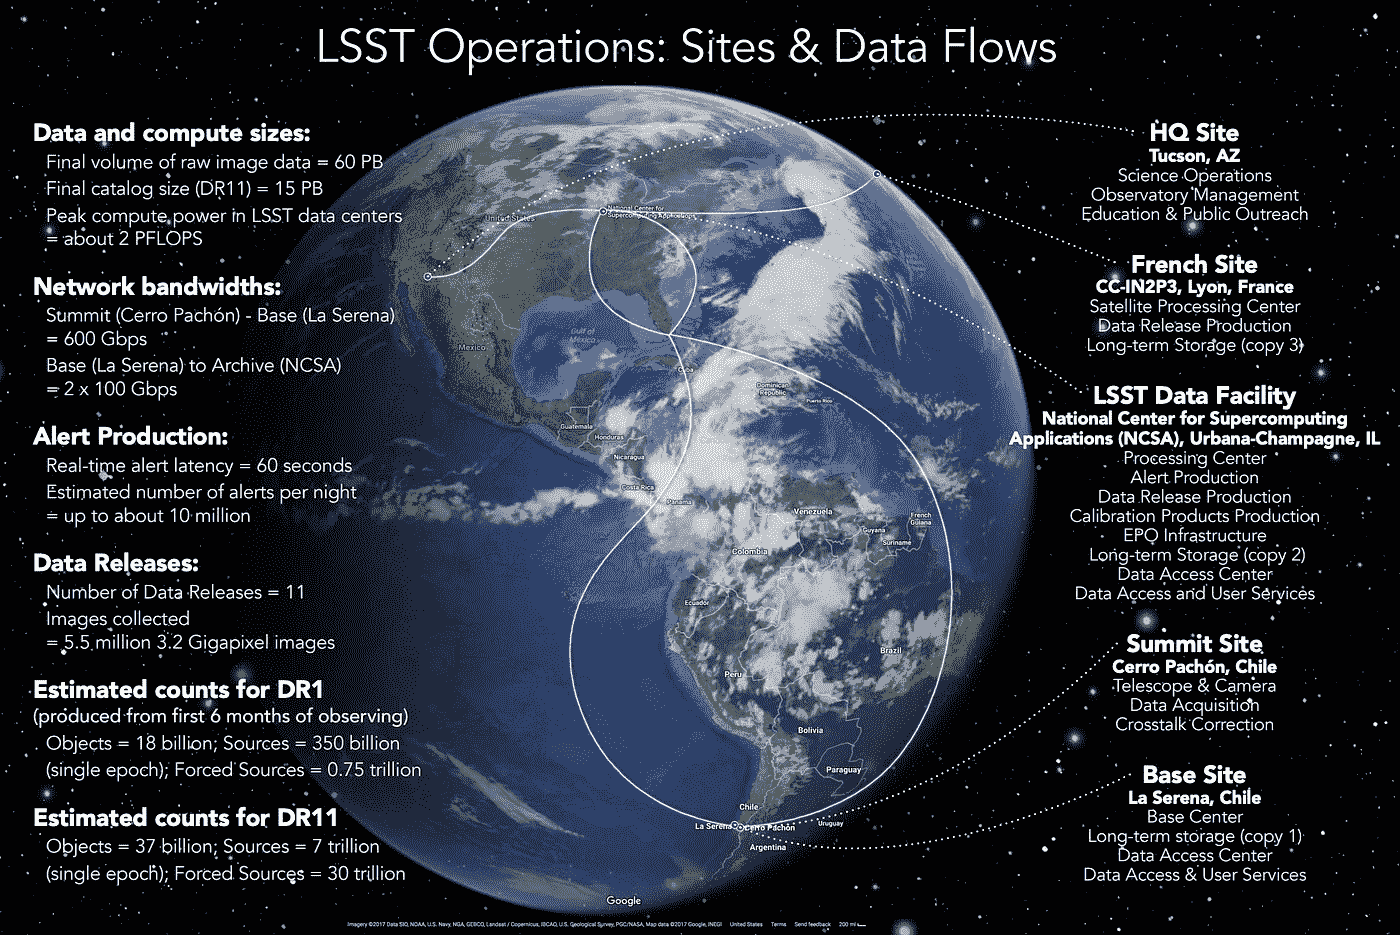 LSST Operations: Sites & Data Flows
Data and compute sizes:
Final volume of raw image data = 60 PB
Final catalog size (DR11) = 15 PB
Peak compute power in LSST data centers
= about 2 PFLOPS
Network bandwidths:
Summit (Cerro Pachón) - Base (La Serena)
= 600 Gbps
Base (La Serena) to Archive (NCSA)
= 2 x 100 Gbps
Alert Production:
Real-time alert latency = 60 seconds
Estimated number of alerts per night
= up to about 10 million
Data Releases:
Number of Data Releases = 11
Images collected
= 5.5 million 3.2 Gigapixel images
Estimated counts for DR1
(produced from first 6 months of observing)
Objects = 18 billion; Sources = 350 billion
(single epoch); Forced Sources = 0.75 trillion
Estimated counts for DR11
Objects = 37 billion; Sources = 7 trillion
(single epoch); Forced Sources = 30 trillion
United States
National Center for
Supercomputing Applications
Gulf of
Mexico
Mexico
Cuba
Dominican
Republic
Puerto Rico
Guatemala
Honduras
Nicaragua
Costa Rica
Panama
Venezuela
Guyana
French
Guiana
Suriname
Colombia
Ecuador
Brazil
Peru
Bolivia
Paraguay
Chile
La Serena
Cerro Pachón
Uruguay
Argentina
Google
HQ Site
Tucson, AZ
Science Operations
Observatory Management
Education & Public Outreach
French Site
CC-IN2P3, Lyon, France
Satellite Processing Center
Data Release Production
Long-term Storage (copy 3)
LSST Data Facility
National Center for Supercomputing
Applications (NCSA), Urbana-Champagne, IL
Processing Center
Alert Production
Data Release Production
Calibration Products Production
EPO Infrastructure
Long-term Storage (copy 2)
Data Access Center
Data Access and User Services
Summit Site
Cerro Pachón, Chile
Telescope & Camera
Data Acquisition
Crosstalk Correction
Base Site
La Serena, Chile
Base Center
Long-term storage (copy 1)
Data Access Center
Data Access & User Services
Imagery ©2017 Data SIO, NOAA, U.S. Navy, NGA, GEBCO, Landsat / Copernicus, IBCAO, U.S. Geological Survey, PGC/NASA, Map data ©2017 Google, INEGI United States Terms Send feedback 200 mi